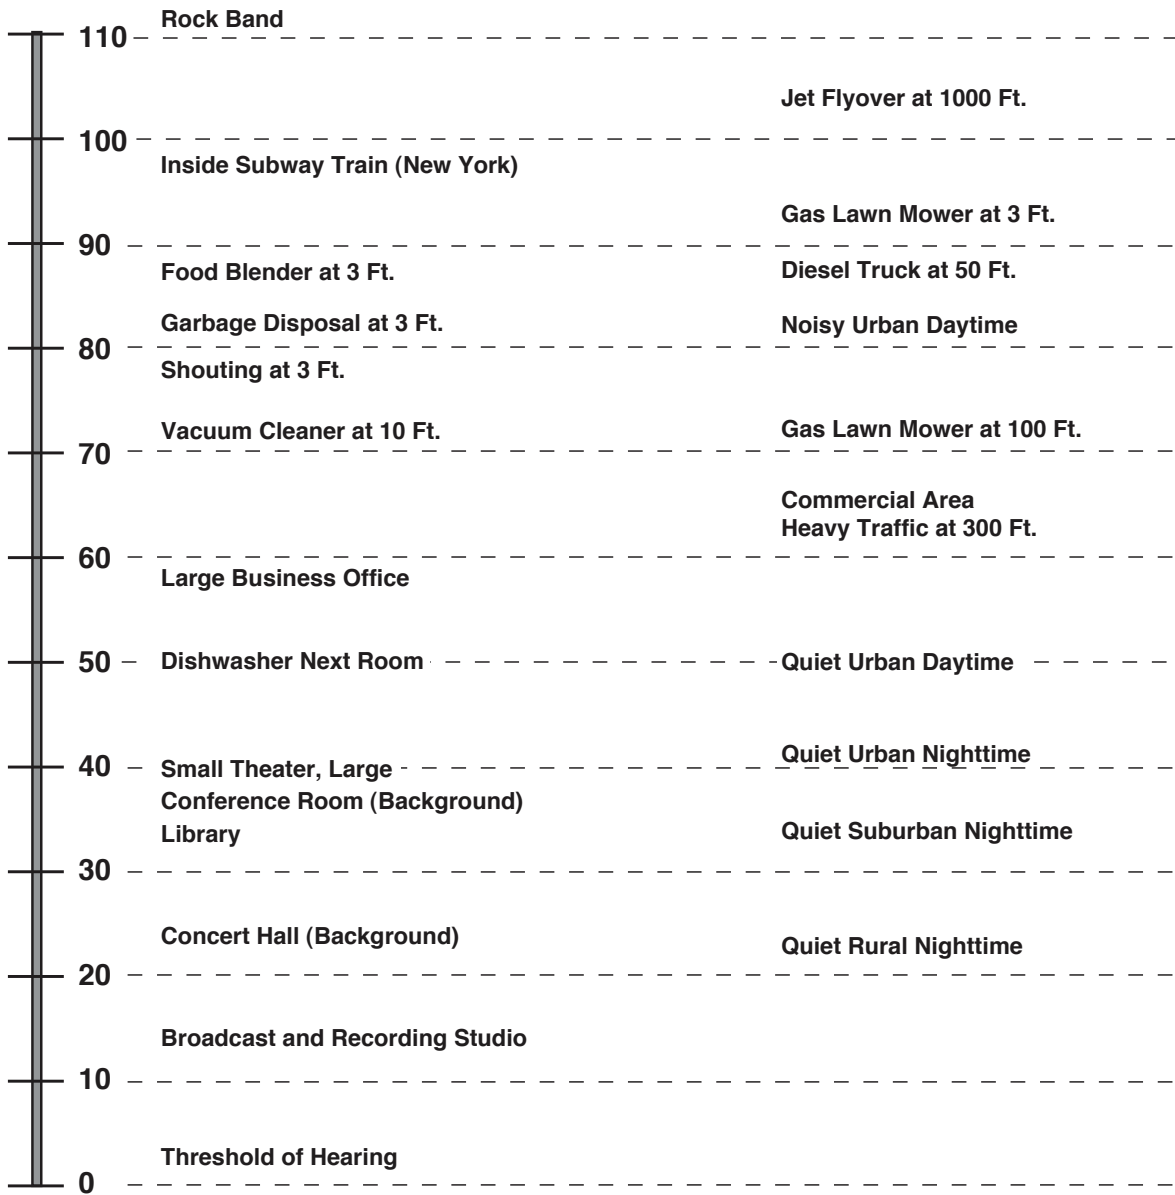 Rock Band
110
Jet Flyover at 1000 Ft.
100
Inside Subway Train (New York)
Gas Lawn Mower at 3 Ft.
90
Food Blender at 3 Ft.
Diesel Truck at 50 Ft.
Garbage Disposal at 3 Ft.
Noisy Urban Daytime
80
Shouting at 3 Ft.
Vacuum Cleaner at 10 Ft.
Gas Lawn Mower at 100 Ft.
70
Commercial Area
Heavy Traffic at 300 Ft.
60
Large Business Office
50
Dishwasher Next Room
Quiet Urban Daytime
Quiet Urban Nighttime
40
Small Theater, Large
Conference Room (Background)
Library
Quiet Suburban Nighttime
30
Concert Hall (Background)
Quiet Rural Nighttime
20
Broadcast and Recording Studio
10
Threshold of Hearing
0